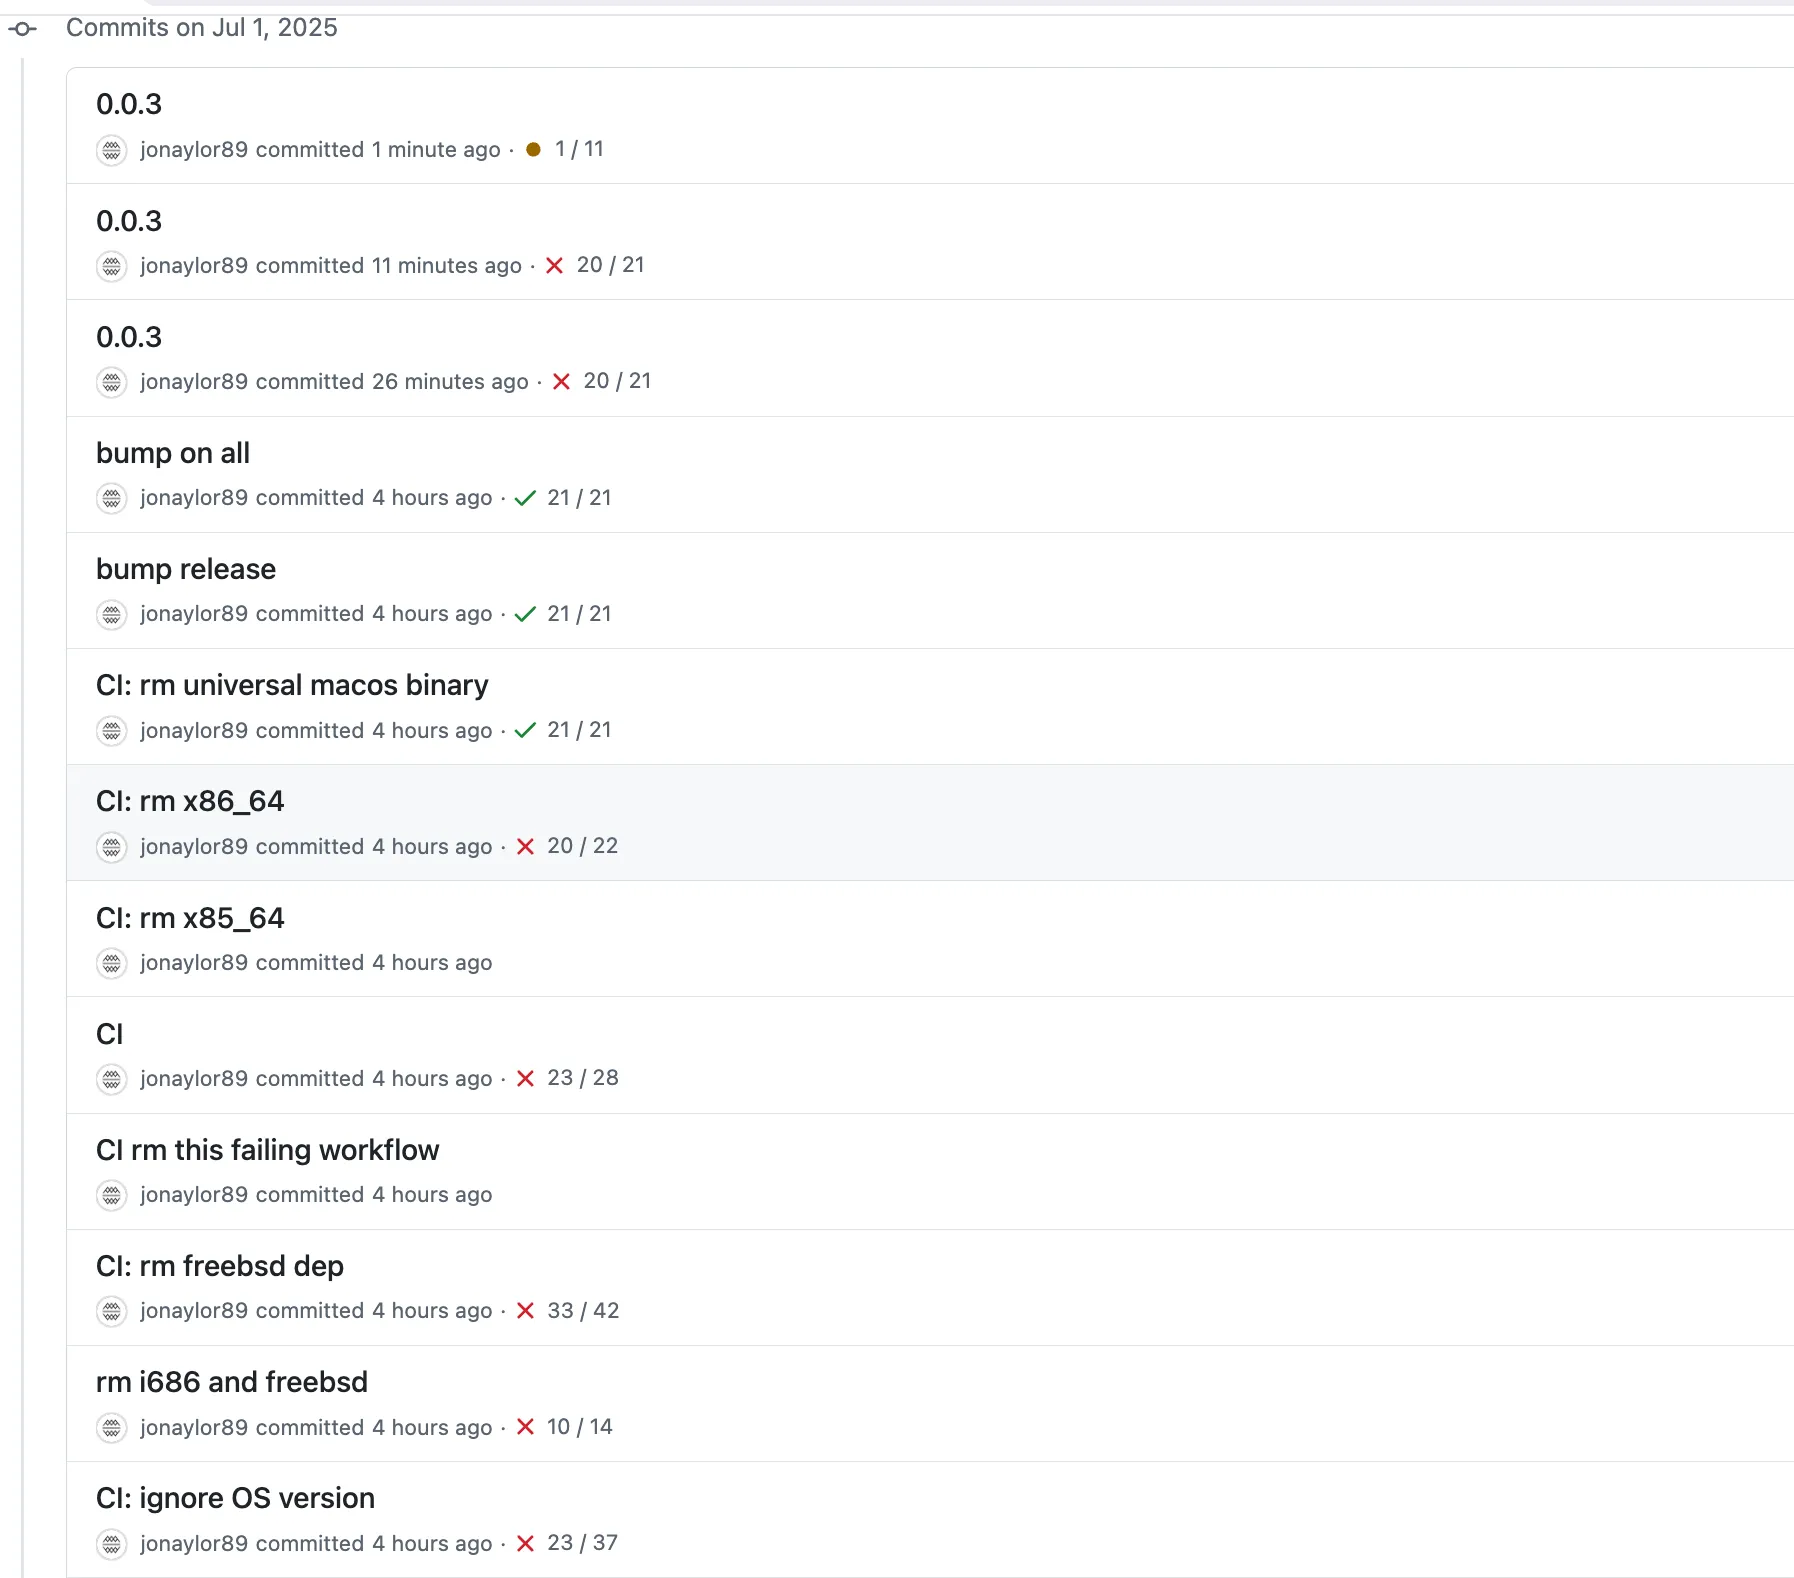 Commits on Jul 1, 2025
0.0.3
jonaylor89 committed 1 minute ago · 1 / 11
0.0.3
jonaylor89 committed 11 minutes ago · 20 / 21
0.0.3
jonaylor89 committed 26 minutes ago · 20 / 21
bump on all
jonaylor89 committed 4 hours ago · 21 / 21
bump release
jonaylor89 committed 4 hours ago · 21 / 21
CI: rm universal macos binary
jonaylor89 committed 4 hours ago · 21 / 21
CI: rm x86_64
jonaylor89 committed 4 hours ago · 20 / 22
CI: rm x85_64
jonaylor89 committed 4 hours ago
CI
jonaylor89 committed 4 hours ago · 23 / 28
CI rm this failing workflow
jonaylor89 committed 4 hours ago
CI: rm freebsd dep
jonaylor89 committed 4 hours ago · 33 / 42
rm i686 and freebsd
jonaylor89 committed 4 hours ago · 10 / 14
CI: ignore OS version
jonaylor89 committed 4 hours ago · 23 / 37